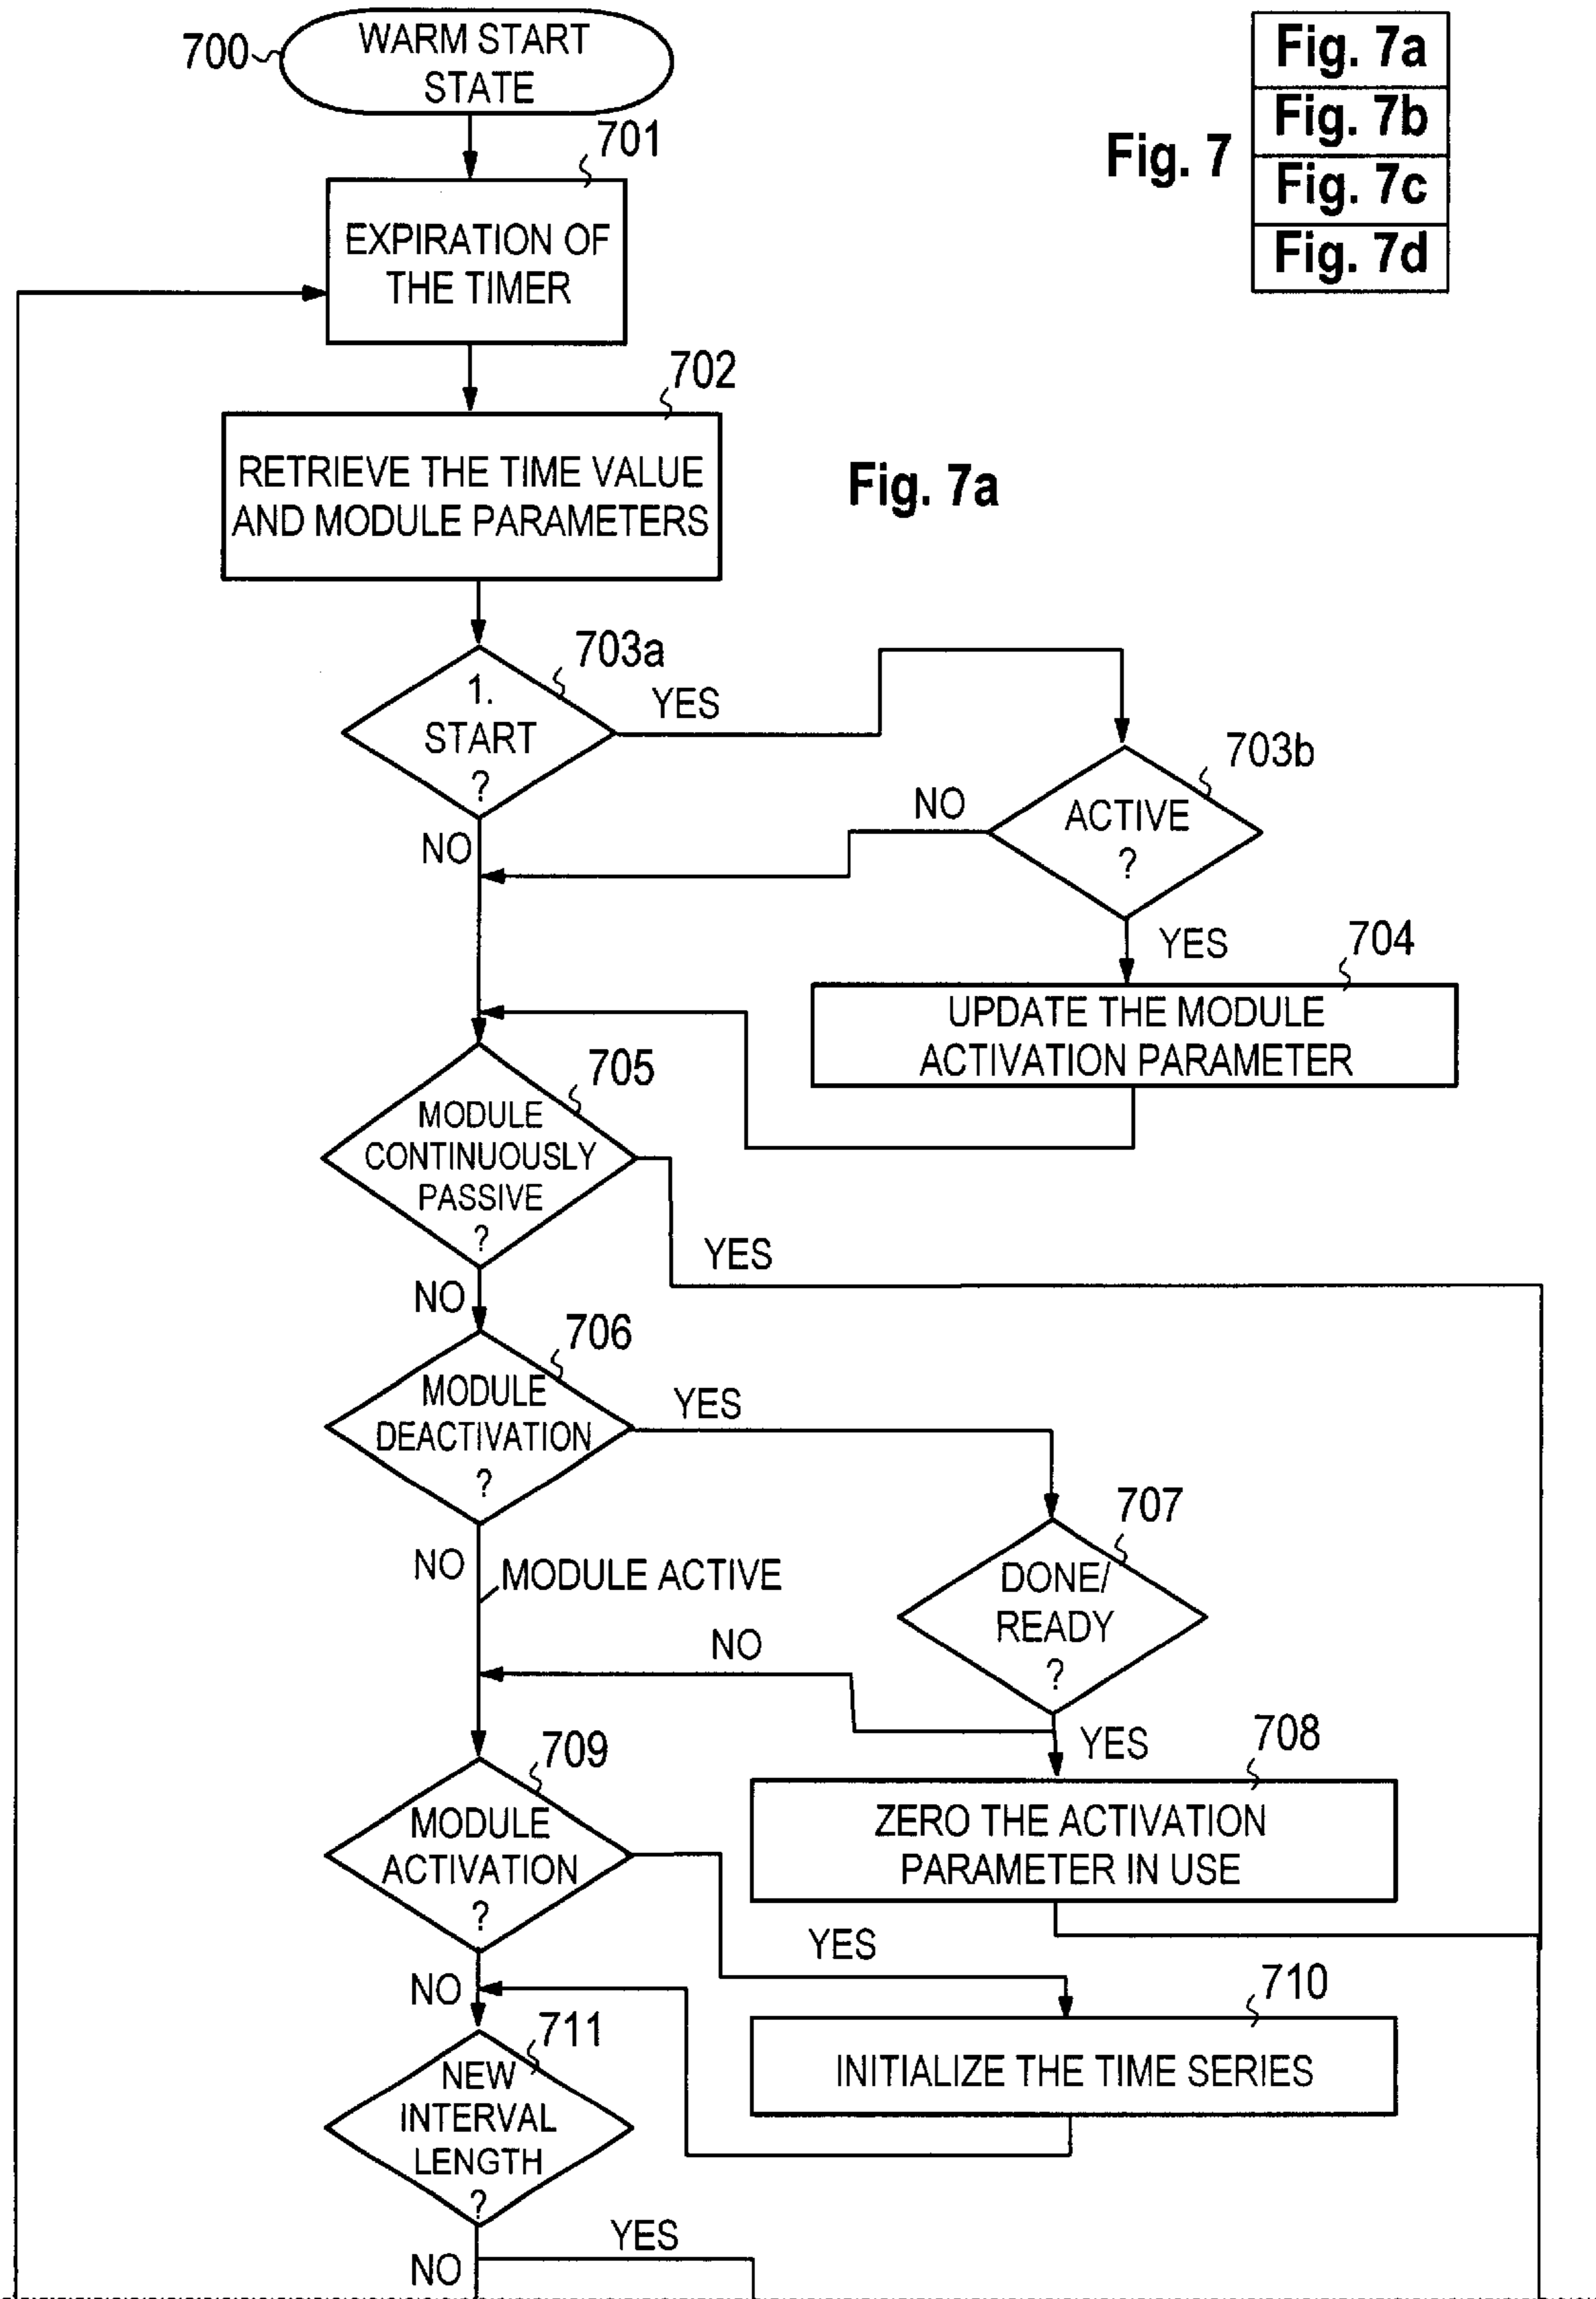 700
WARM START
STATE
Fig. 7
Fig. 7a
Fig. 7b
Fig. 7c
Fig. 7d
701
EXPIRATION OF
THE TIMER
702
RETRIEVE THE TIME VALUE
AND MODULE PARAMETERS
Fig. 7a
703a
1.
START
?
YES
NO
703b
ACTIVE
?
NO
YES
704
UPDATE THE MODULE
ACTIVATION PARAMETER
705
MODULE
CONTINUOUSLY
PASSIVE
?
YES
NO
706
MODULE
DEACTIVATION
?
YES
NO
MODULE ACTIVE
707
DONE/
READY
?
NO
YES
708
ZERO THE ACTIVATION
PARAMETER IN USE
709
MODULE
ACTIVATION
?
YES
NO
710
INITIALIZE THE TIME SERIES
711
NEW
INTERVAL
LENGTH
?
YES
NO